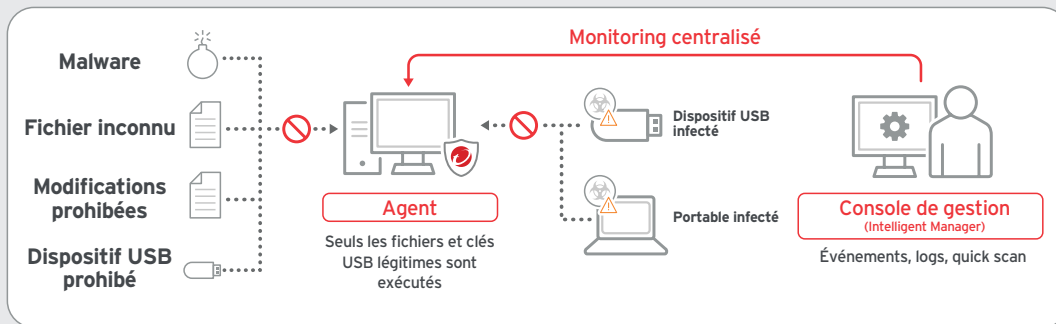 Monitoring centralisé
Malware
Fichier inconnu
Modifications
prohibées
Dispositif USB
prohibé
Agent
Seuls les fichiers et clés
USB légitimes sont
exécutés
Dispositif USB
infecté
Portable infecté
Console de gestion
(Intelligent Manager)
Événements, logs, quick scan